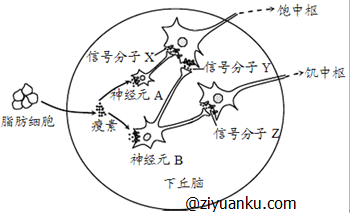 饱中枢
信号分子 X
信号分子 Y
饥中枢
神经元 A
脂肪细胞
瘦素
信号分子 Z
神经元 B
下丘脑
@ziyuanku.com